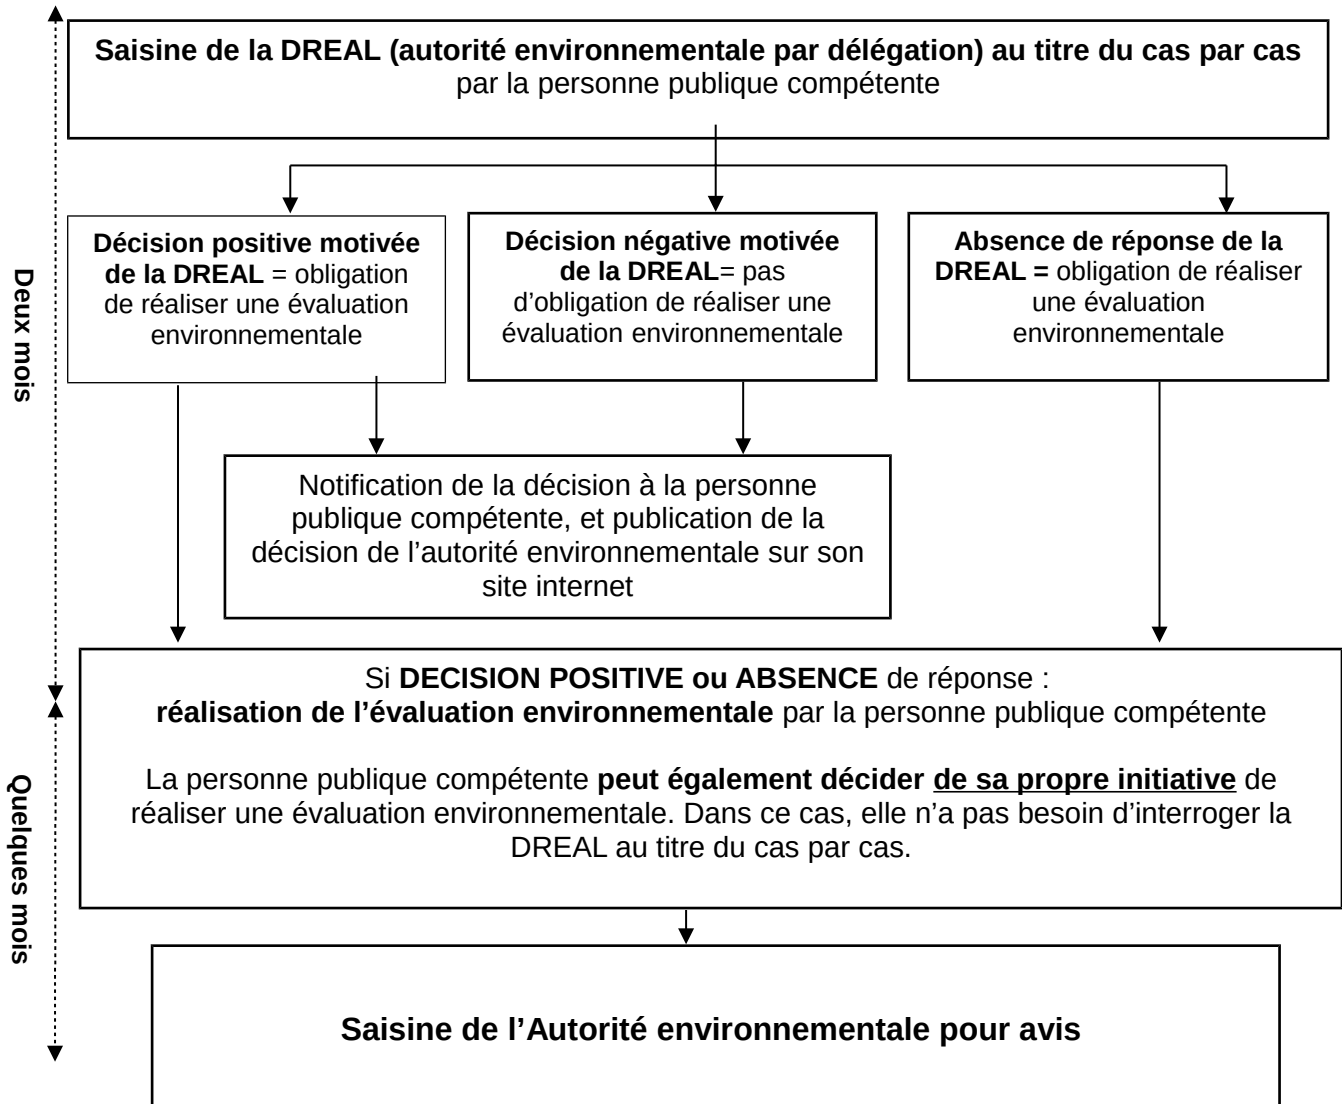 Saisine de la DREAL (autorité environnementale par délégation) au titre du cas par cas
par la personne publique compétente
Deux mois
Décision positive motivée
de la DREAL = obligation
de réaliser une évaluation
environnementale
Décision négative motivée
de la DREAL= pas
d’obligation de réaliser une
évaluation environnementale
Absence de réponse de la
DREAL = obligation de réaliser
une évaluation
environnementale
Notification de la décision à la personne
publique compétente, et publication de la
décision de l’autorité environnementale sur son
site internet
Si DECISION POSITIVE ou ABSENCE de réponse :
réalisation de l’évaluation environnementale par la personne publique compétente
La personne publique compétente peut également décider de sa propre initiative de
réaliser une évaluation environnementale. Dans ce cas, elle n’a pas besoin d’interroger la
DREAL au titre du cas par cas.
Quelques mois
Saisine de l’Autorité environnementale pour avis